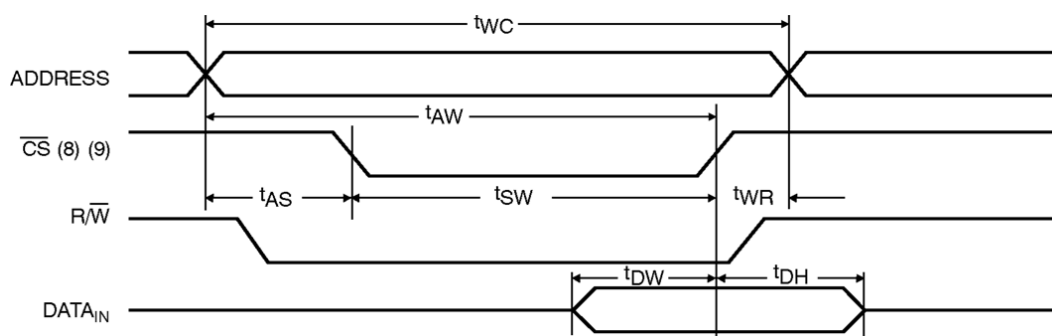 tWC
ADDRESS
tAW
CS (8) (9)
tAS
tSW
tWR
R/W
tDW
tDH
DATAIN